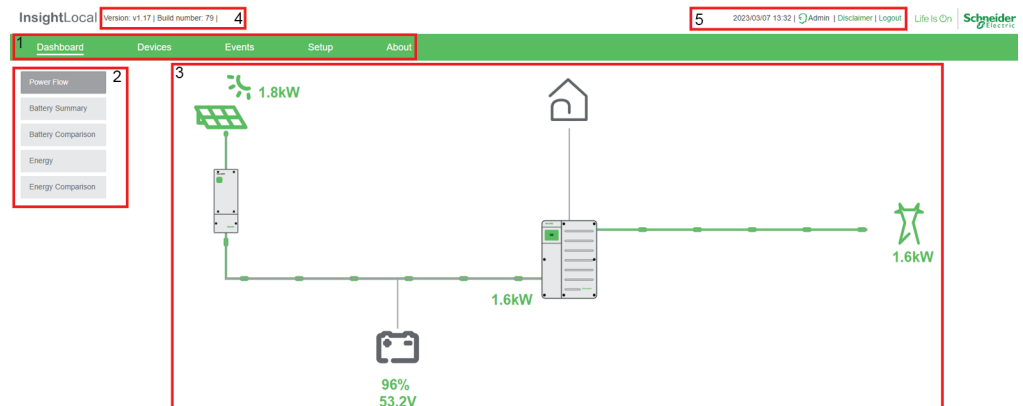 InsightLocal Version: v1.17 | Build number: 79 | 4
5 2023/03/07 13:32 | Admin | Disclaimer | Logout Life Is On Schneider Electric
1 Dashboard Devices Events Setup About
2
Power Flow
Battery Summary
Battery Comparison
Energy
Energy Comparison
3
1.8kW
1.6kW
1.6kW
96%
53.2V